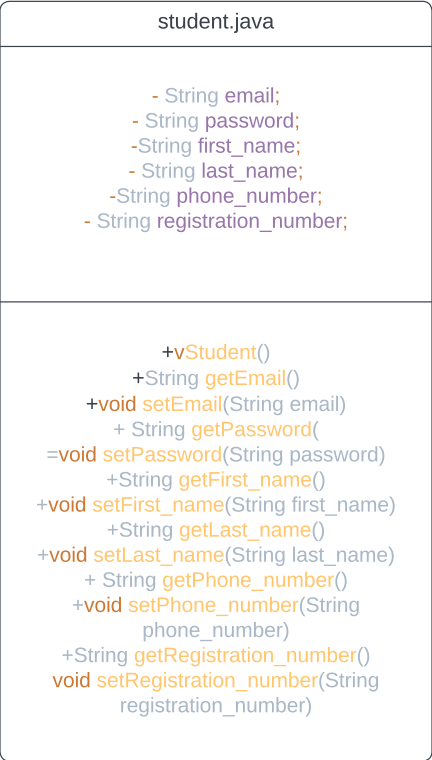 student.java
- String email;
- String password;
-String first_name;
- String last_name;
-String phone_number;
- String registration_number;
+vStudent()
+String getEmail()
+void setEmail(String email)
+ String getPassword(
=void setPassword(String password)
+String getFirst_name()
+void setFirst_name(String first_name)
+String getLast_name()
+void setLast_name(String last_name)
+ String getPhone_number()
+void setPhone_number(String
phone_number)
+String getRegistration_number()
void setRegistration_number(String
registration_number)